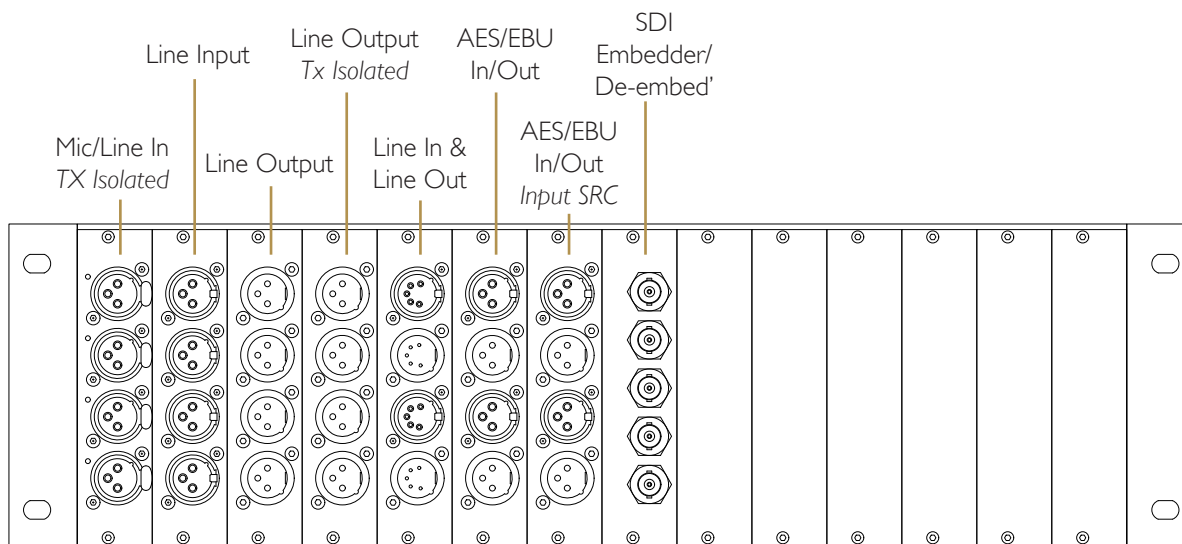 Mic/Line In
TX Isolated
Line Input
Line Output
Line Output
Tx Isolated
Line In &
Line Out
AES/EBU
In/Out
AES/EBU
In/Out
Input SRC
SDI
Embedder/
De-embed'